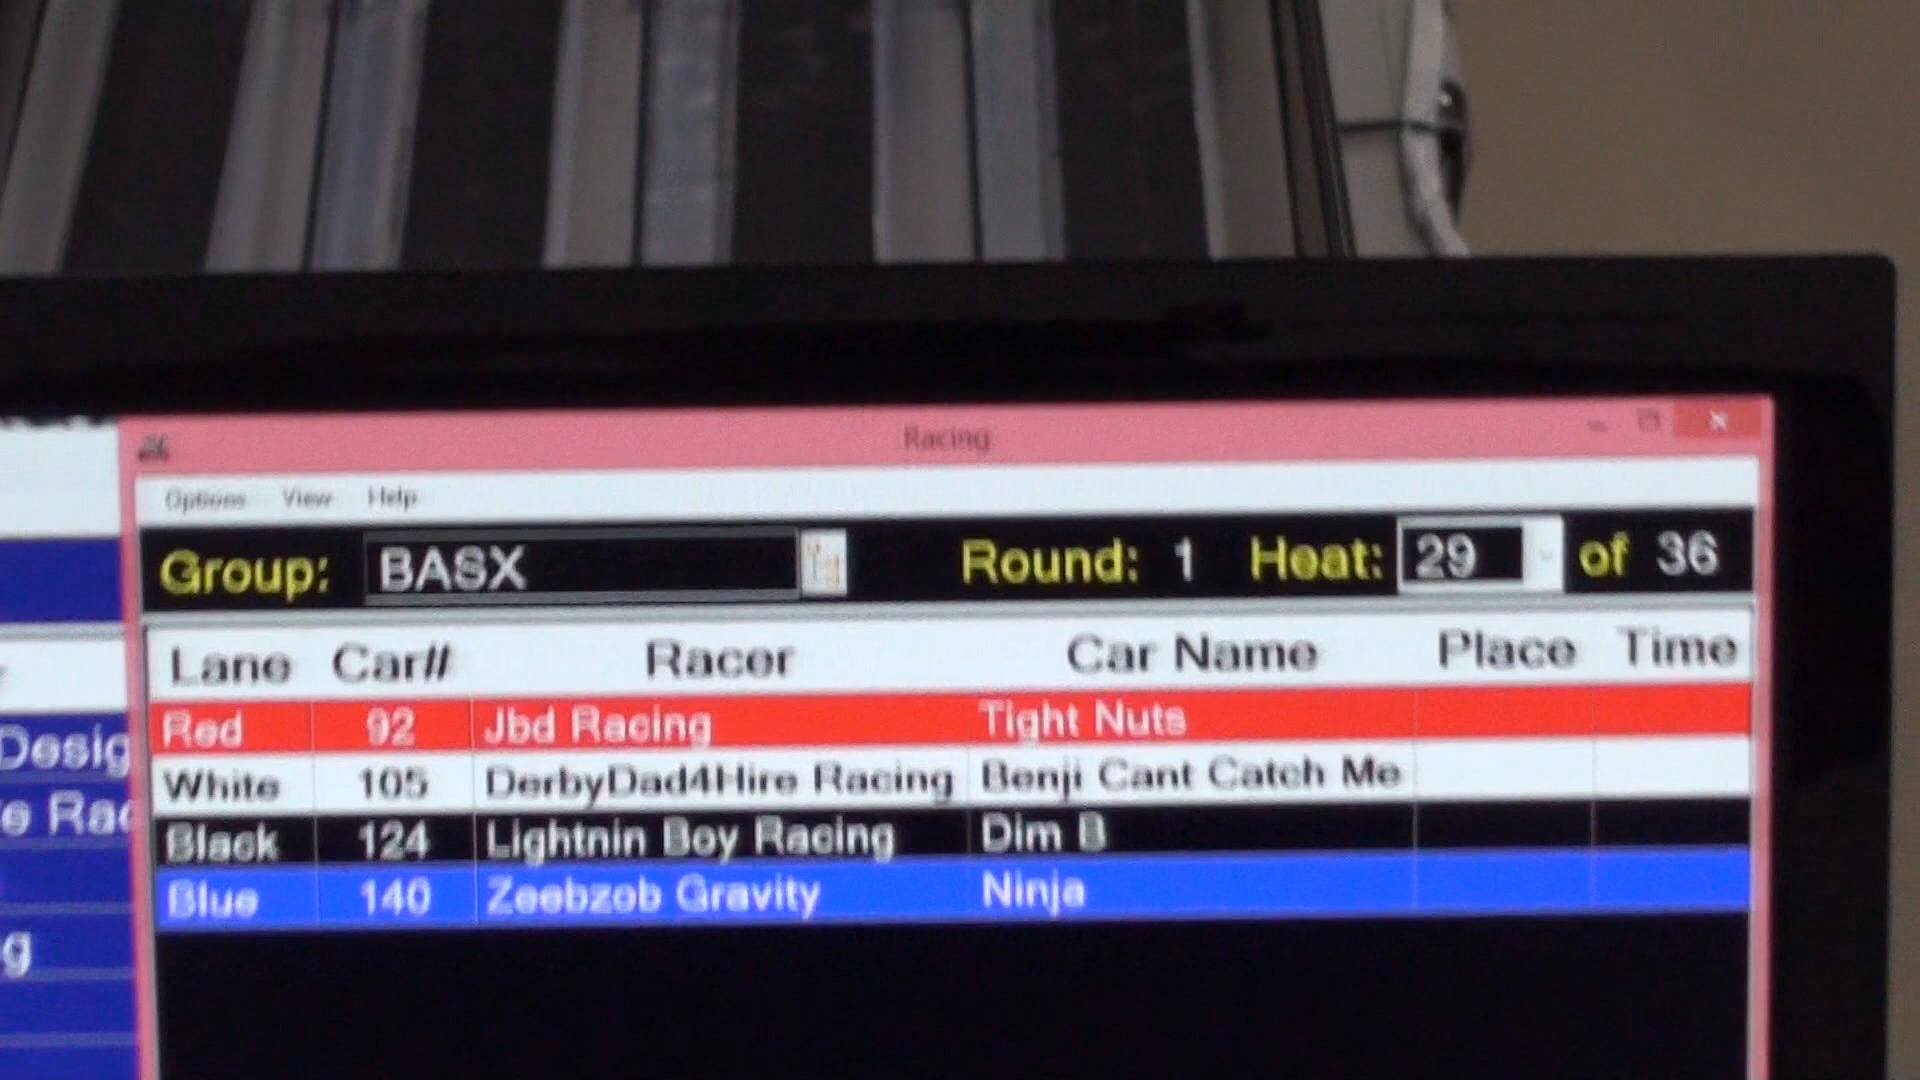 Racing
Options View Help
Group: BASX Round: 1 Heat: 29 of 36
Lane Car# Racer Car Name Place Time
Red 92 Jbd Racing Tight Nuts
White 105 DerbyDad4Hire Racing Benji Cant Catch Me
Black 124 Lightnin Boy Racing Dim B
Blue 140 Zeebzob Gravity Ninja
Desig
e Rac
g